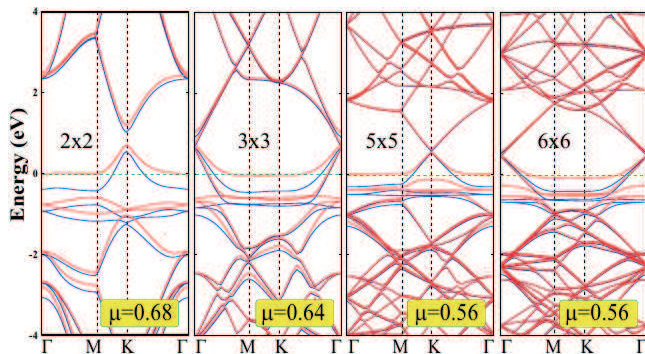 Energy (eV)
4
2
0
-2
-4
2x2
3x3
5x5
6x6
μ=0.68
μ=0.64
μ=0.56
μ=0.56
Γ M K Γ
Γ M K Γ
Γ M K Γ
Γ M K Γ